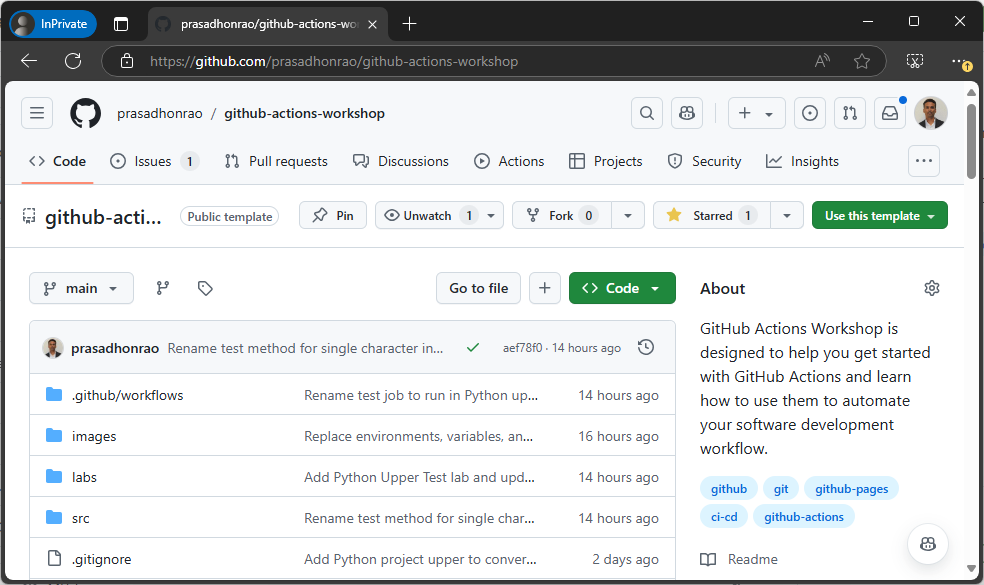 InPrivate
prasadhonrao/github-actions-wo
https://github.com/prasadhonrao/github-actions-workshop
prasadhonrao / github-actions-workshop
Code Issues 1 Pull requests Discussions Actions Projects Security Insights
github-acti... Public template Pin Unwatch 1 Fork 0 Starred 1 Use this template
main Go to file Code
prasadhonrao Rename test method for single character in... aef78f0 · 14 hours ago
.github/workflows Rename test job to run in Python up... 14 hours ago
images Replace environments, variables, an... 16 hours ago
labs Add Python Upper Test lab and upd... 14 hours ago
src Rename test method for single char... 14 hours ago
.gitignore Add Python project upper to conver... 2 days ago
About
GitHub Actions Workshop is
designed to help you get started
with GitHub Actions and learn
how to use them to automate
your software development
workflow.
github git github-pages
ci-cd github-actions
Readme